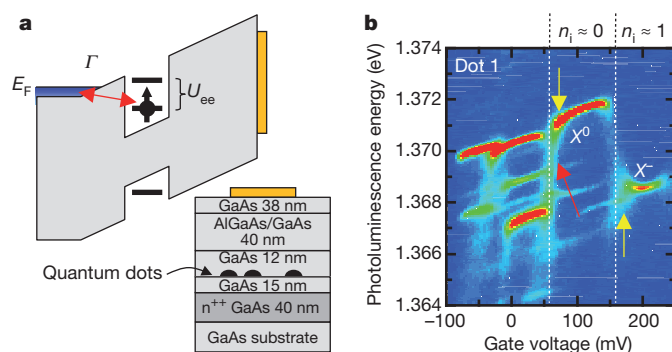 a
E_F
Γ
U_ee
GaAs 38 nm
AlGaAs/GaAs
40 nm
GaAs 12 nm
Quantum dots
GaAs 15 nm
n⁺⁺ GaAs 40 nm
GaAs substrate
b
n_i ≈ 0
n_i ≈ 1
Photoluminescence energy (eV)
1.374
1.372
1.370
1.368
1.366
1.364
Dot 1
X⁰
X⁻
–100
0
100
200
Gate voltage (mV)